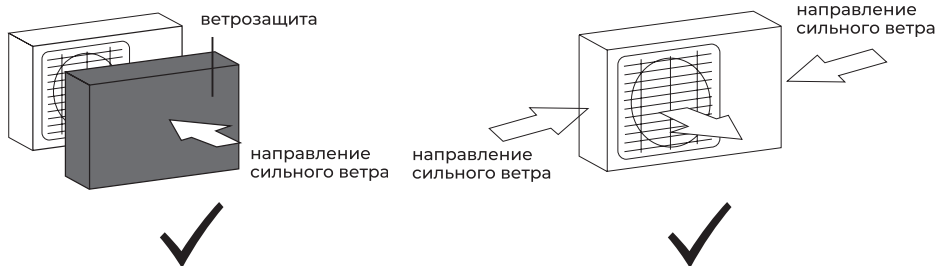 ветрозащита
направление
сильного ветра
направление
сильного ветра
направление
сильного ветра